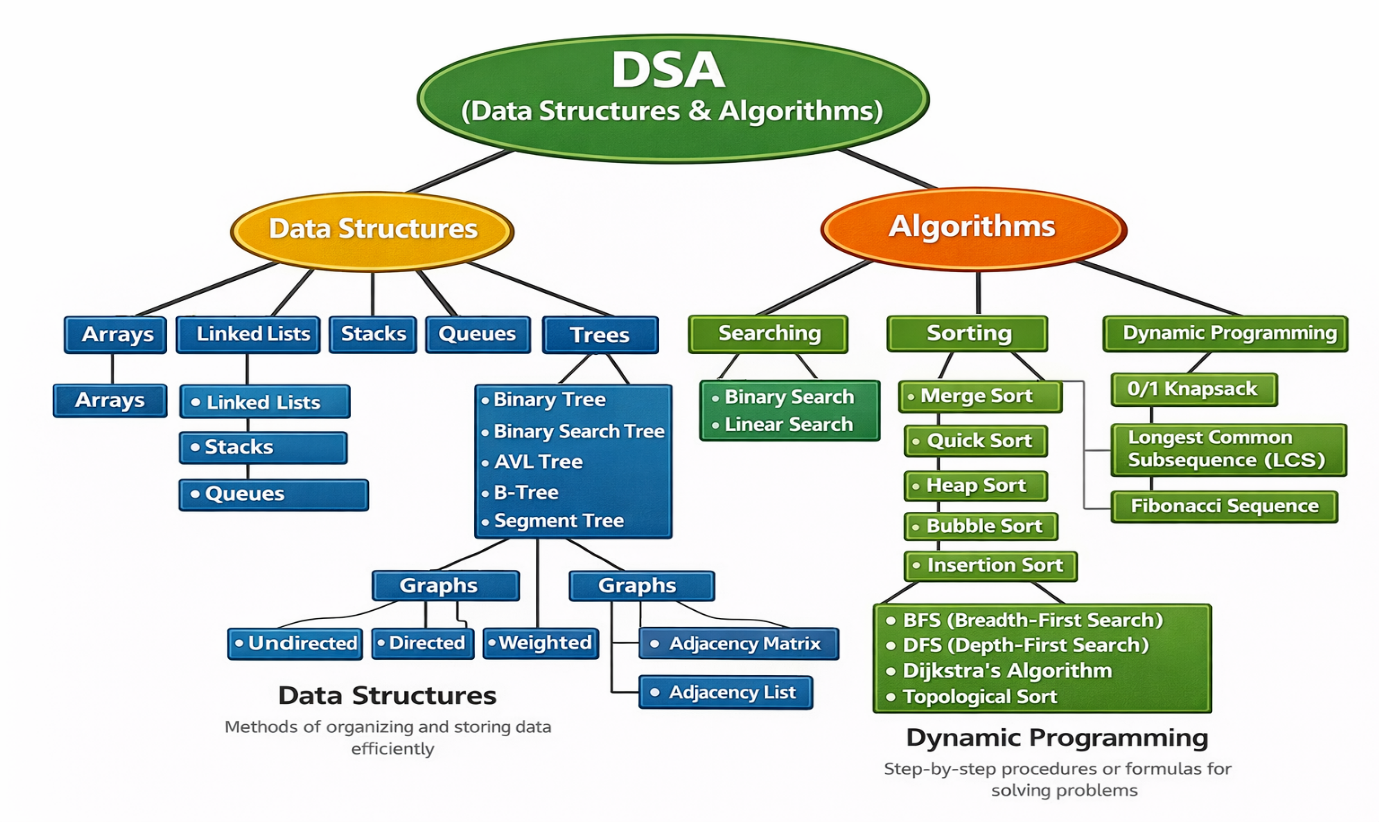 DSA
(Data Structures & Algorithms)
Data Structures
Algorithms
Arrays
Linked Lists
Stacks
Queues
Trees
Searching
Sorting
Dynamic Programming
Arrays
• Linked Lists
• Stacks
• Queues
• Binary Tree
• Binary Search Tree
• AVL Tree
• B-Tree
• Segment Tree
• Binary Search
• Linear Search
• Merge Sort
• Quick Sort
• Heap Sort
• Bubble Sort
• Insertion Sort
0/1 Knapsack
Longest Common
Subsequence (LCS)
Fibonacci Sequence
Graphs
Graphs
• Undirected
• Directed
• Weighted
• Adjacency Matrix
• Adjacency List
• BFS (Breadth-First Search)
• DFS (Depth-First Search)
• Dijkstra's Algorithm
• Topological Sort
Data Structures
Methods of organizing and storing data
efficiently
Dynamic Programming
Step-by-step procedures or formulas for
solving problems